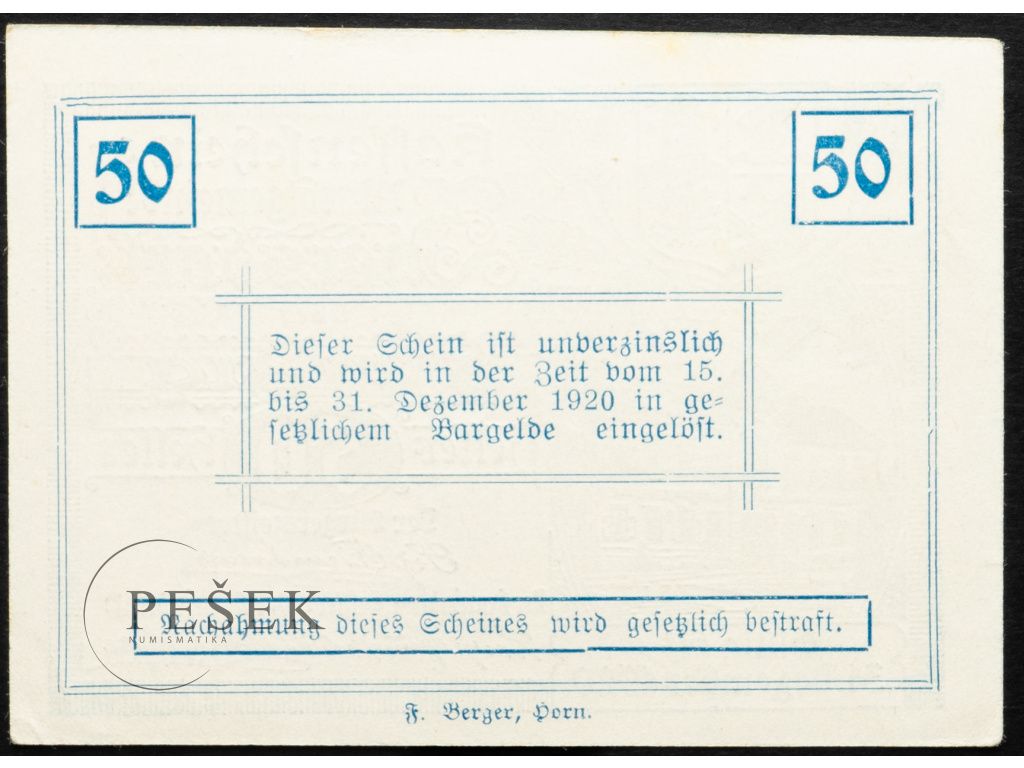 50 50
Dieser Schein ist unverzinslich
und wird in der Zeit vom 15.
bis 31. Dezember 1920 in ge-
setzlichem Bargelde eingelöst.
PEŠEK
NUMISMATIKA
Nachahmung dieses Scheines wird gesetzlich bestraft.
F. Berger, Horn.